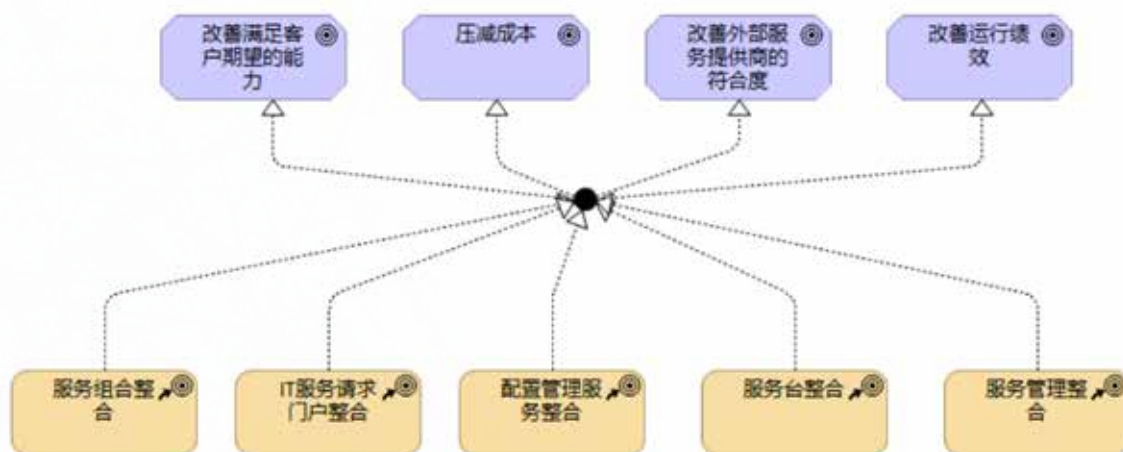 改善满足客
户期望的能
力
压减成本
改善外部服
务提供商的
符合度
改善运行绩
效
服务组合整
合
IT服务请求
门户整合
配置管理服
务整合
服务台整合
服务管理整
合